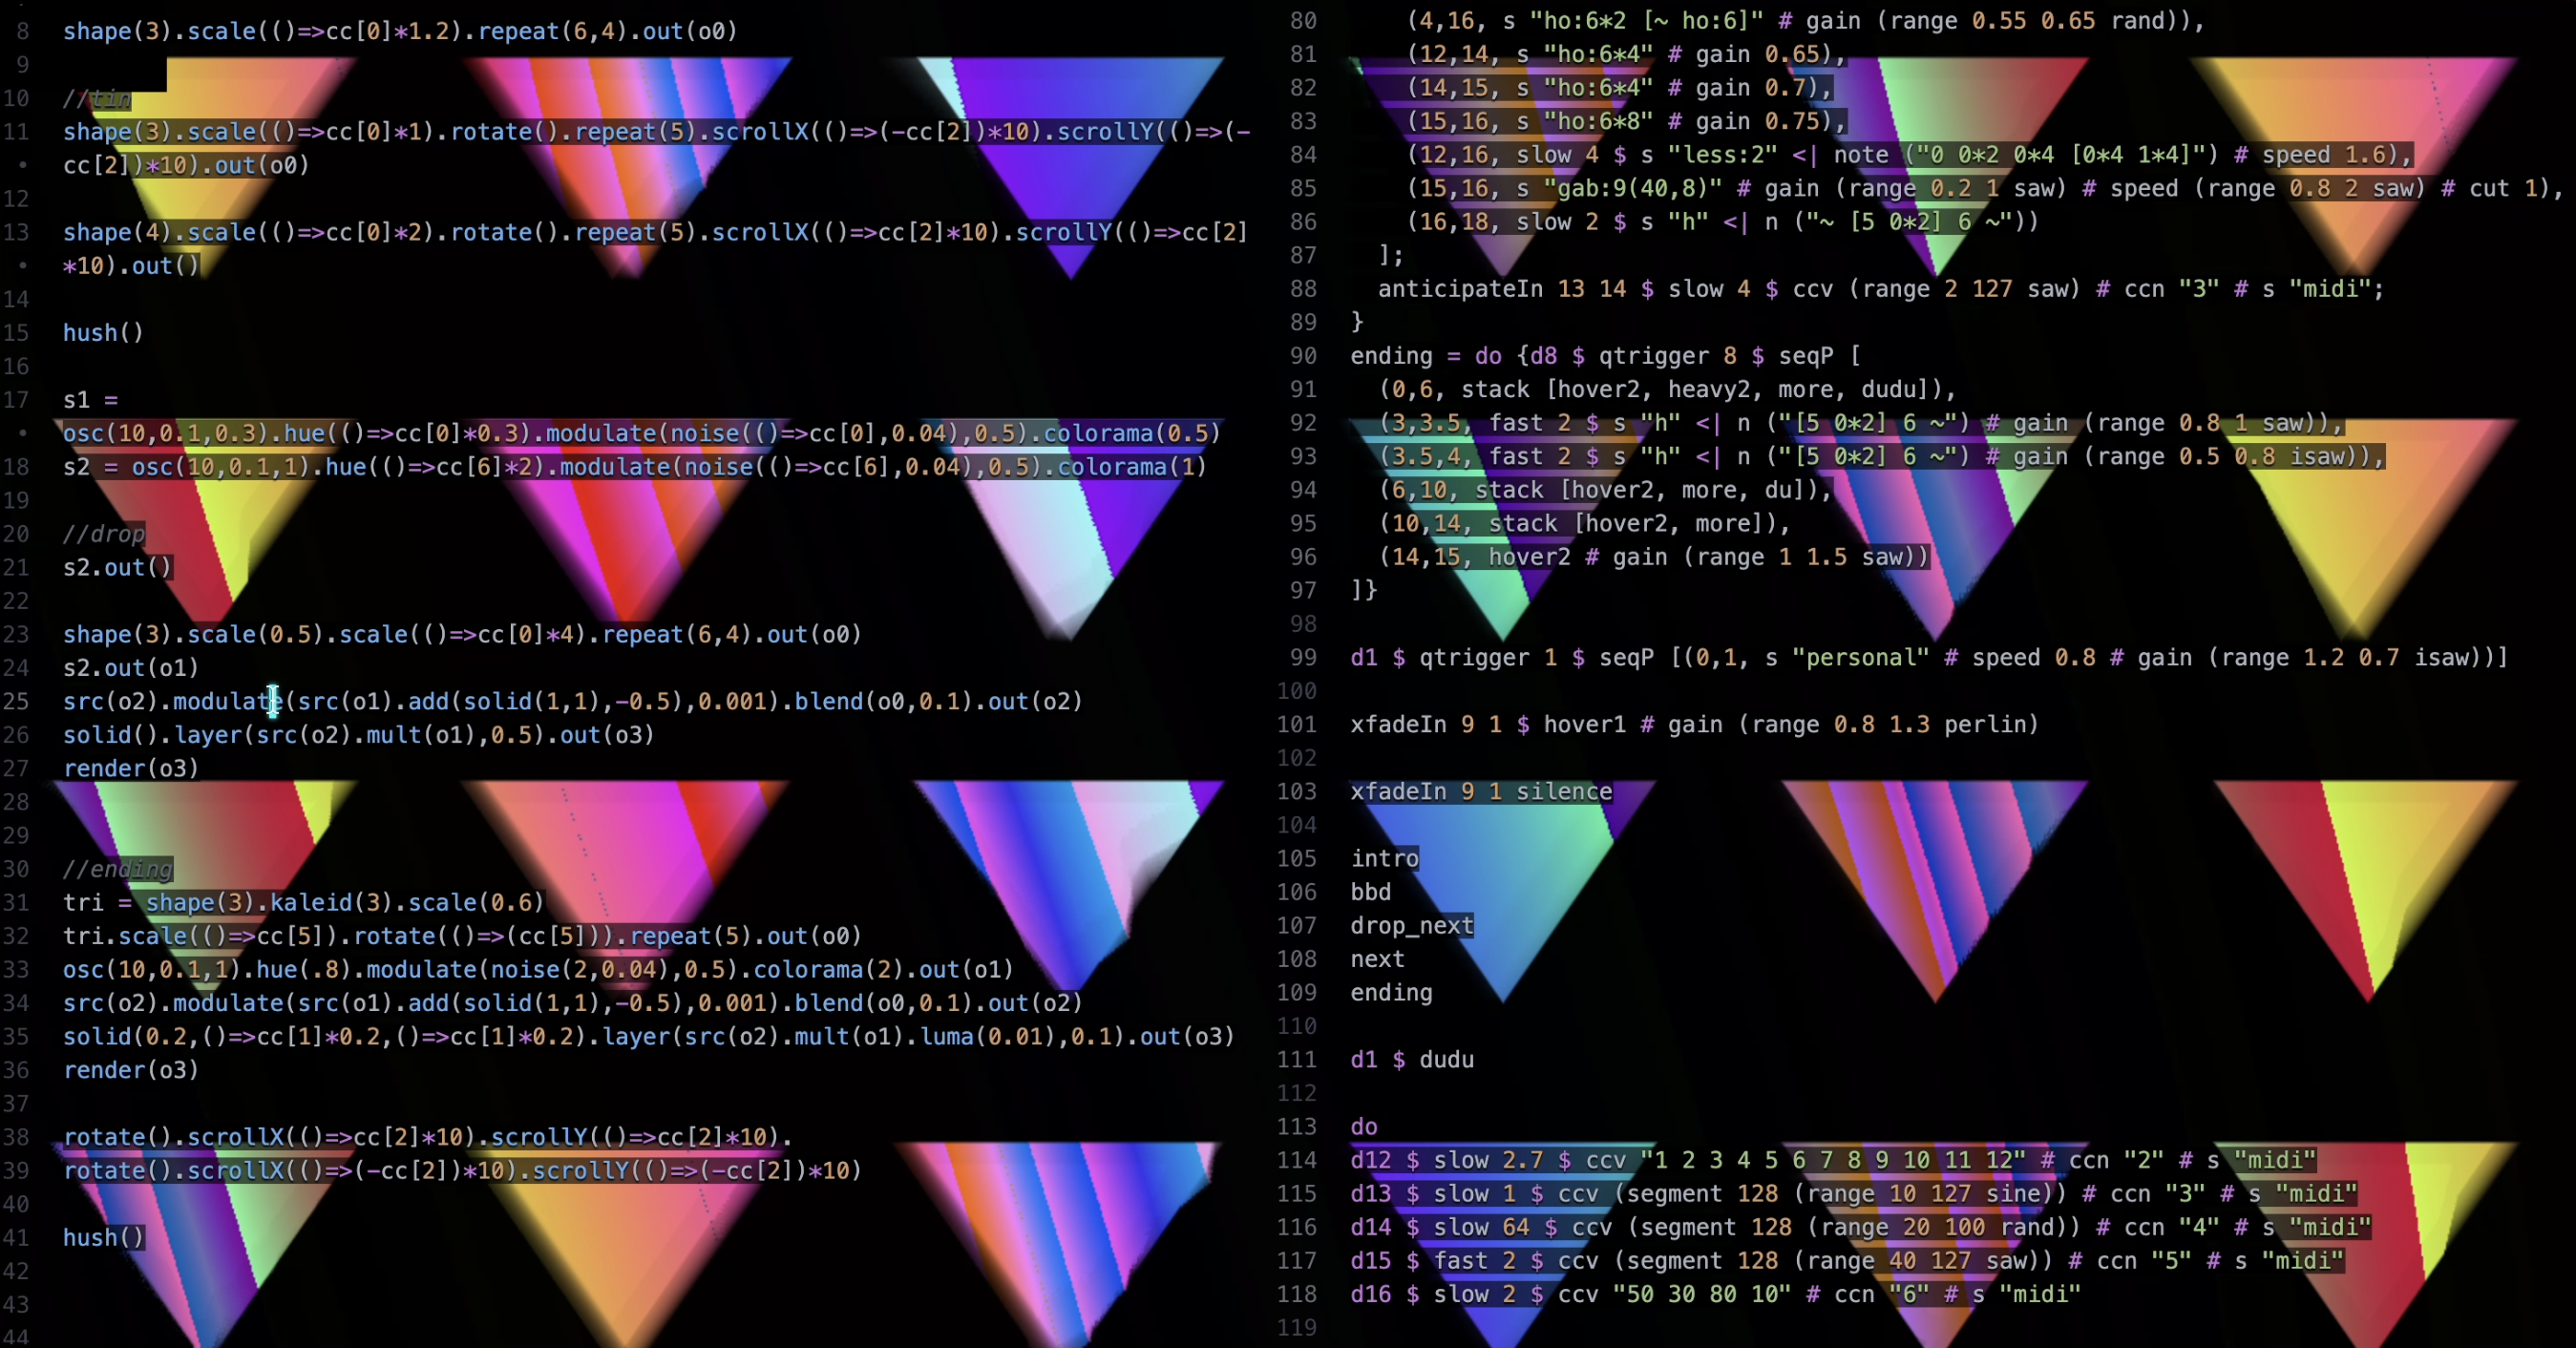 8 shape(3).scale(()=>cc[0]*1.2).repeat(6,4).out(o0)
9
10 //tin
11 shape(3).scale(()=>cc[0]*1).rotate().repeat(5).scrollX(()=>(-cc[2])*10).scrollY(()=>(-
• cc[2])*10).out(o0)
12
13 shape(4).scale(()=>cc[0]*2).rotate().repeat(5).scrollX(()=>cc[2]*10).scrollY(()=>cc[2]
• *10).out()
14
15 hush()
16
17 s1 =
• osc(10,0.1,0.3).hue(()=>cc[0]*0.3).modulate(noise(()=>cc[0],0.04),0.5).colorama(0.5)
18 s2 = osc(10,0.1,1).hue(()=>cc[6]*2).modulate(noise(()=>cc[6],0.04),0.5).colorama(1)
19
20 //drop
21 s2.out()
22
23 shape(3).scale(0.5).scale(()=>cc[0]*4).repeat(6,4).out(o0)
24 s2.out(o1)
25 src(o2).modulate(src(o1).add(solid(1,1),-0.5),0.001).blend(o0,0.1).out(o2)
26 solid().layer(src(o2).mult(o1),0.5).out(o3)
27 render(o3)
28
29
30 //ending
31 tri = shape(3).kaleid(3).scale(0.6)
32 tri.scale(()=>cc[5]).rotate(()=>(cc[5])).repeat(5).out(o0)
33 osc(10,0.1,1).hue(.8).modulate(noise(2,0.04),0.5).colorama(2).out(o1)
34 src(o2).modulate(src(o1).add(solid(1,1),-0.5),0.001).blend(o0,0.1).out(o2)
35 solid(0.2,()=>cc[1]*0.2,()=>cc[1]*0.2).layer(src(o2).mult(o1).luma(0.01),0.1).out(o3)
36 render(o3)
37
38 rotate().scrollX(()=>cc[2]*10).scrollY(()=>cc[2]*10).
39 rotate().scrollX(()=>(-cc[2])*10).scrollY(()=>(-cc[2])*10)
40
41 hush()
42
43
44
80 (4,16, s "ho:6*2 [~ ho:6]" # gain (range 0.55 0.65 rand)),
81 (12,14, s "ho:6*4" # gain 0.65),
82 (14,15, s "ho:6*4" # gain 0.7),
83 (15,16, s "ho:6*8" # gain 0.75),
84 (12,16, slow 4 $ s "less:2" <| note ("0 0*2 0*4 [0*4 1*4]") # speed 1.6),
85 (15,16, s "gab:9(40,8)" # gain (range 0.2 1 saw) # speed (range 0.8 2 saw) # cut 1),
86 (16,18, slow 2 $ s "h" <| n ("~ [5 0*2] 6 ~"))
87 ];
88 anticipateIn 13 14 $ slow 4 $ ccv (range 2 127 saw) # ccn "3" # s "midi";
89 }
90 ending = do {d8 $ qtrigger 8 $ seqP [
91 (0,6, stack [hover2, heavy2, more, dudu]),
92 (3,3.5, fast 2 $ s "h" <| n ("[5 0*2] 6 ~") # gain (range 0.8 1 saw)),
93 (3.5,4, fast 2 $ s "h" <| n ("[5 0*2] 6 ~") # gain (range 0.5 0.8 isaw)),
94 (6,10, stack [hover2, more, du]),
95 (10,14, stack [hover2, more]),
96 (14,15, hover2 # gain (range 1 1.5 saw))
97 ]}
98
99 d1 $ qtrigger 1 $ seqP [(0,1, s "personal" # speed 0.8 # gain (range 1.2 0.7 isaw))]
100
101 xfadeIn 9 1 $ hover1 # gain (range 0.8 1.3 perlin)
102
103 xfadeIn 9 1 silence
104
105 intro
106 bbd
107 drop_next
108 next
109 ending
110
111 d1 $ dudu
112
113 do
114 d12 $ slow 2.7 $ ccv "1 2 3 4 5 6 7 8 9 10 11 12" # ccn "2" # s "midi"
115 d13 $ slow 1 $ ccv (segment 128 (range 10 127 sine)) # ccn "3" # s "midi"
116 d14 $ slow 64 $ ccv (segment 128 (range 20 100 rand)) # ccn "4" # s "midi"
117 d15 $ fast 2 $ ccv (segment 128 (range 40 127 saw)) # ccn "5" # s "midi"
118 d16 $ slow 2 $ ccv "50 30 80 10" # ccn "6" # s "midi"
119